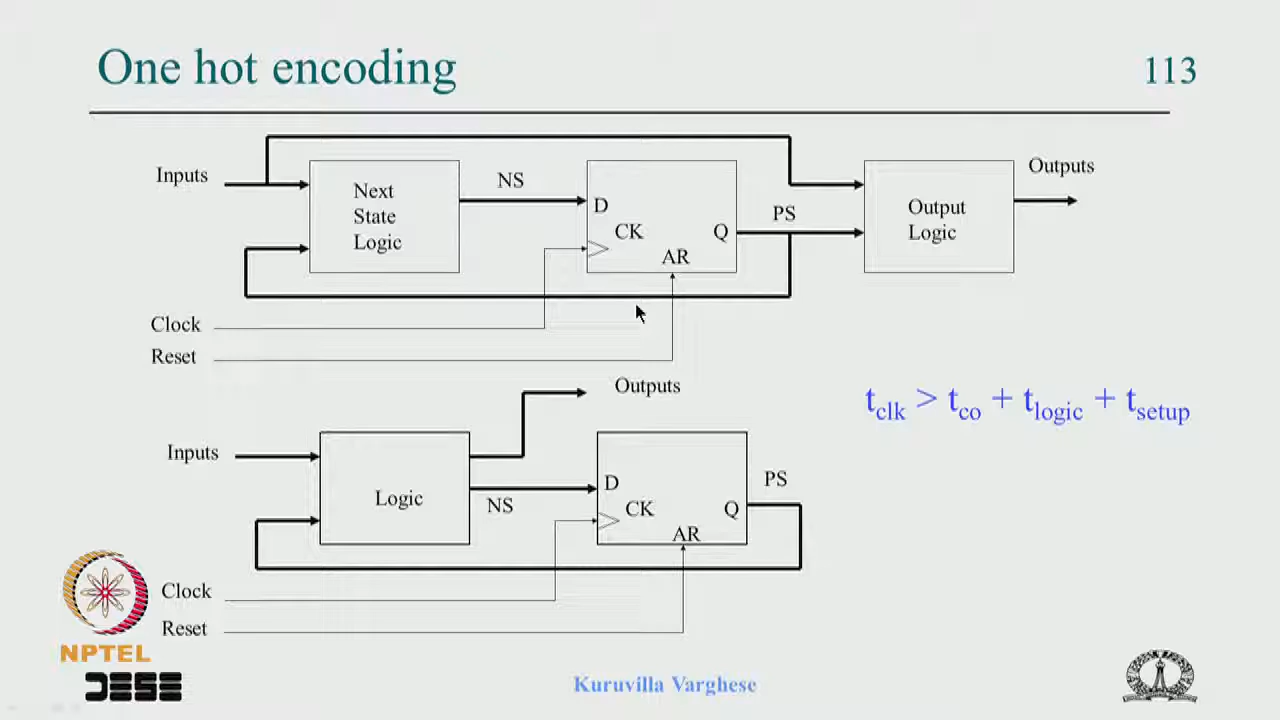 One hot encoding
113
Inputs
Next
State
Logic
NS
D
CK
Q
AR
PS
Output
Logic
Outputs
Clock
Reset
Outputs
t_clk > t_co + t_logic + t_setup
Inputs
Logic
NS
D
CK
Q
AR
PS
Clock
Reset
NPTEL
DESE
Kuruvilla Varghese